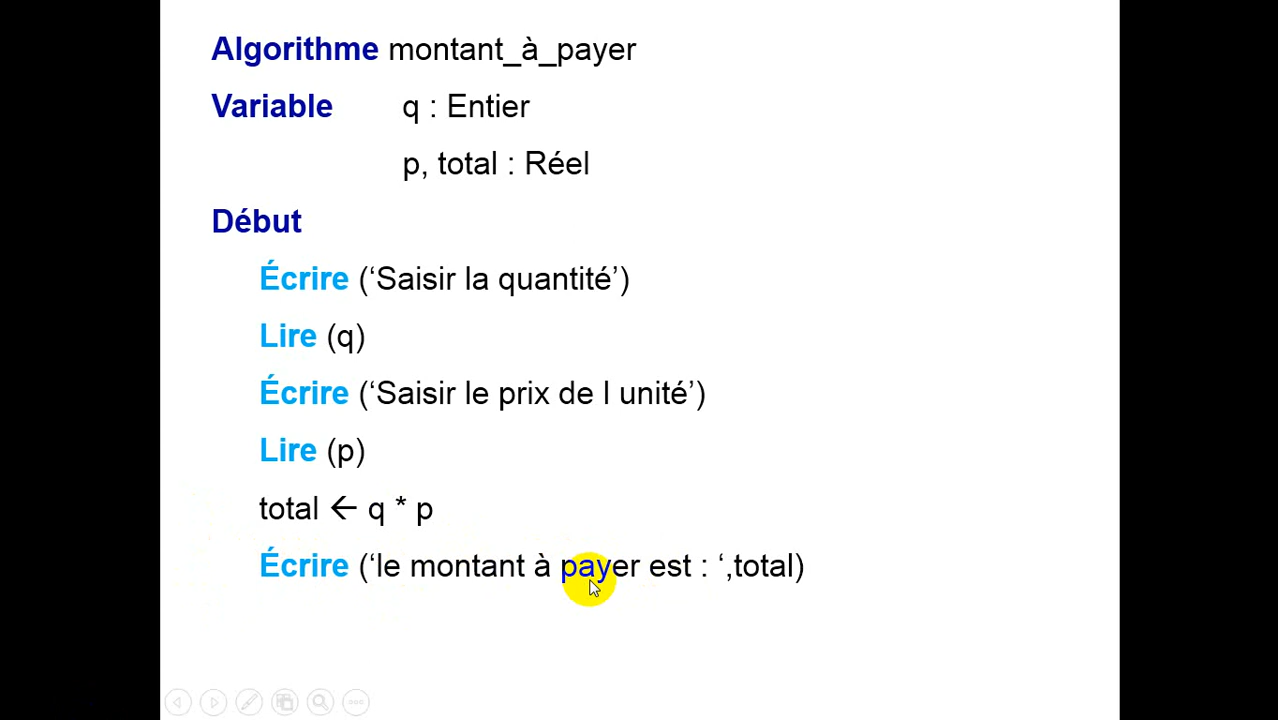 Algorithme montant_à_payer
Variable q : Entier
p, total : Réel
Début
Écrire (‘Saisir la quantité’)
Lire (q)
Écrire (‘Saisir le prix de l unité’)
Lire (p)
total ← q * p
Écrire (‘le montant à payer est : ‘,total)